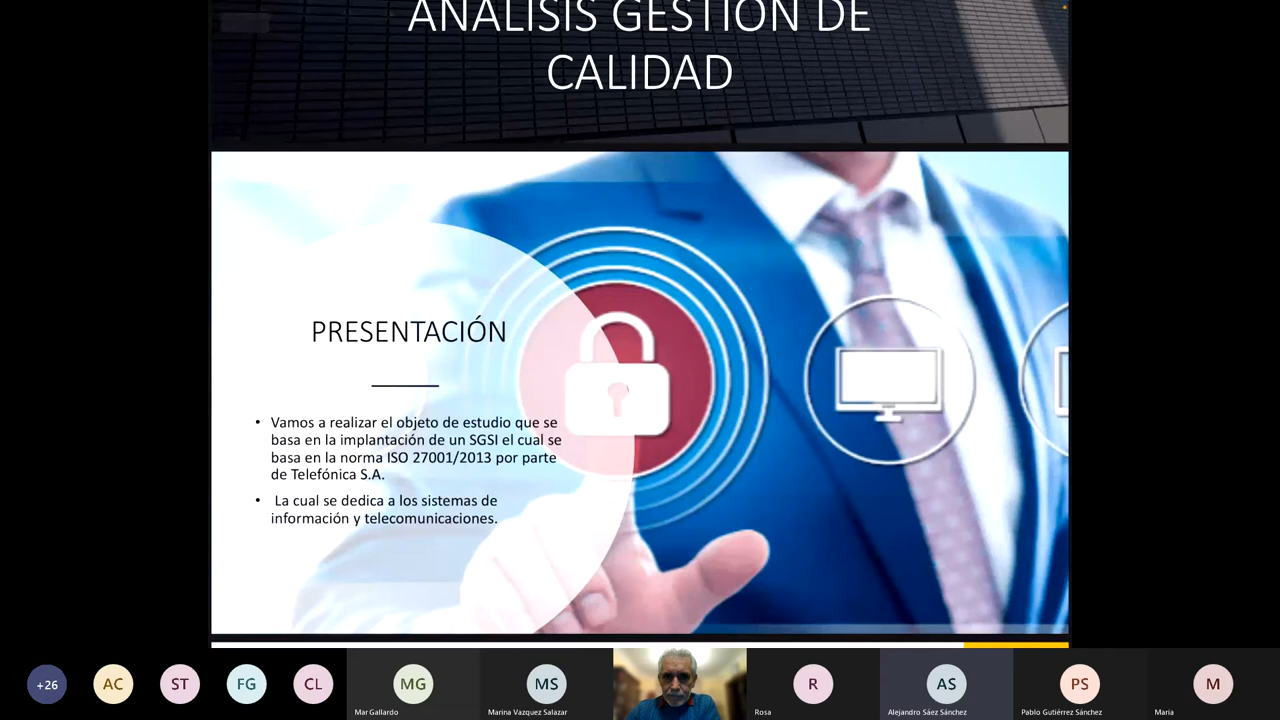 ANÁLISIS GESTIÓN DE
CALIDAD
PRESENTACIÓN
• Vamos a realizar el objeto de estudio que se
basa en la implantación de un SGSI el cual se
basa en la norma ISO 27001/2013 por parte
de Telefónica S.A.
• La cual se dedica a los sistemas de
información y telecomunicaciones.
+26
AC
ST
FG
CL
MG
MS
R
AS
PS
M
Mar Gallardo
Marina Vazquez Salazar
Rosa
Alejandro Sáez Sánchez
Pablo Gutiérrez Sánchez
Maria